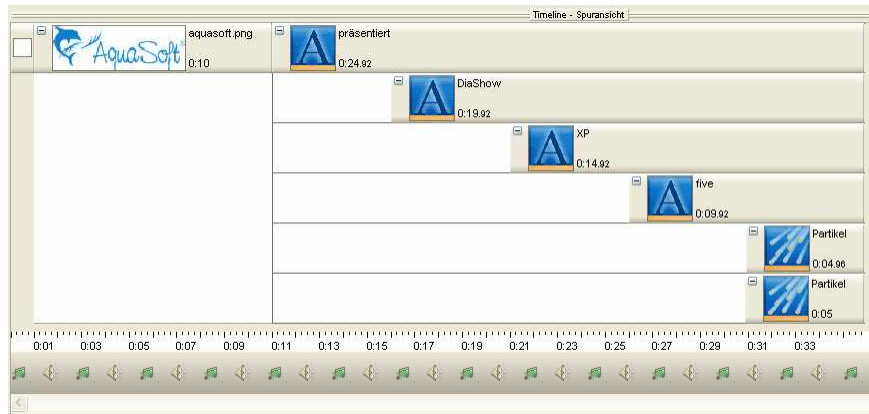 Timeline - Spuransicht
AquaSoft
aquasoft.png
0:10
A
präsentiert
0:24.92
A
DiaShow
0:19.92
A
XP
0:14.92
A
five
0:09.92
Partikel
0:04.96
Partikel
0:05
0:01 0:03 0:05 0:07 0:09 0:11 0:13 0:15 0:17 0:19 0:21 0:23 0:25 0:27 0:29 0:31 0:33